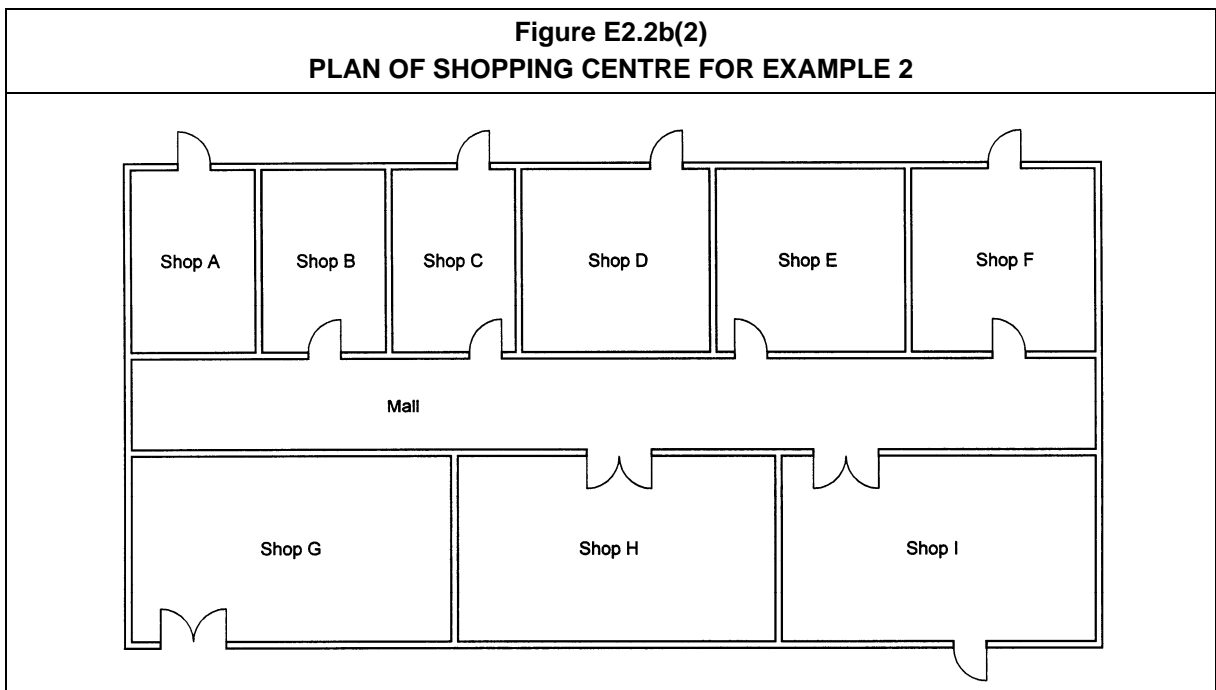 Figure E2.2b(2)
PLAN OF SHOPPING CENTRE FOR EXAMPLE 2
Shop A
Shop B
Shop C
Shop D
Shop E
Shop F
Mall
Shop G
Shop H
Shop I